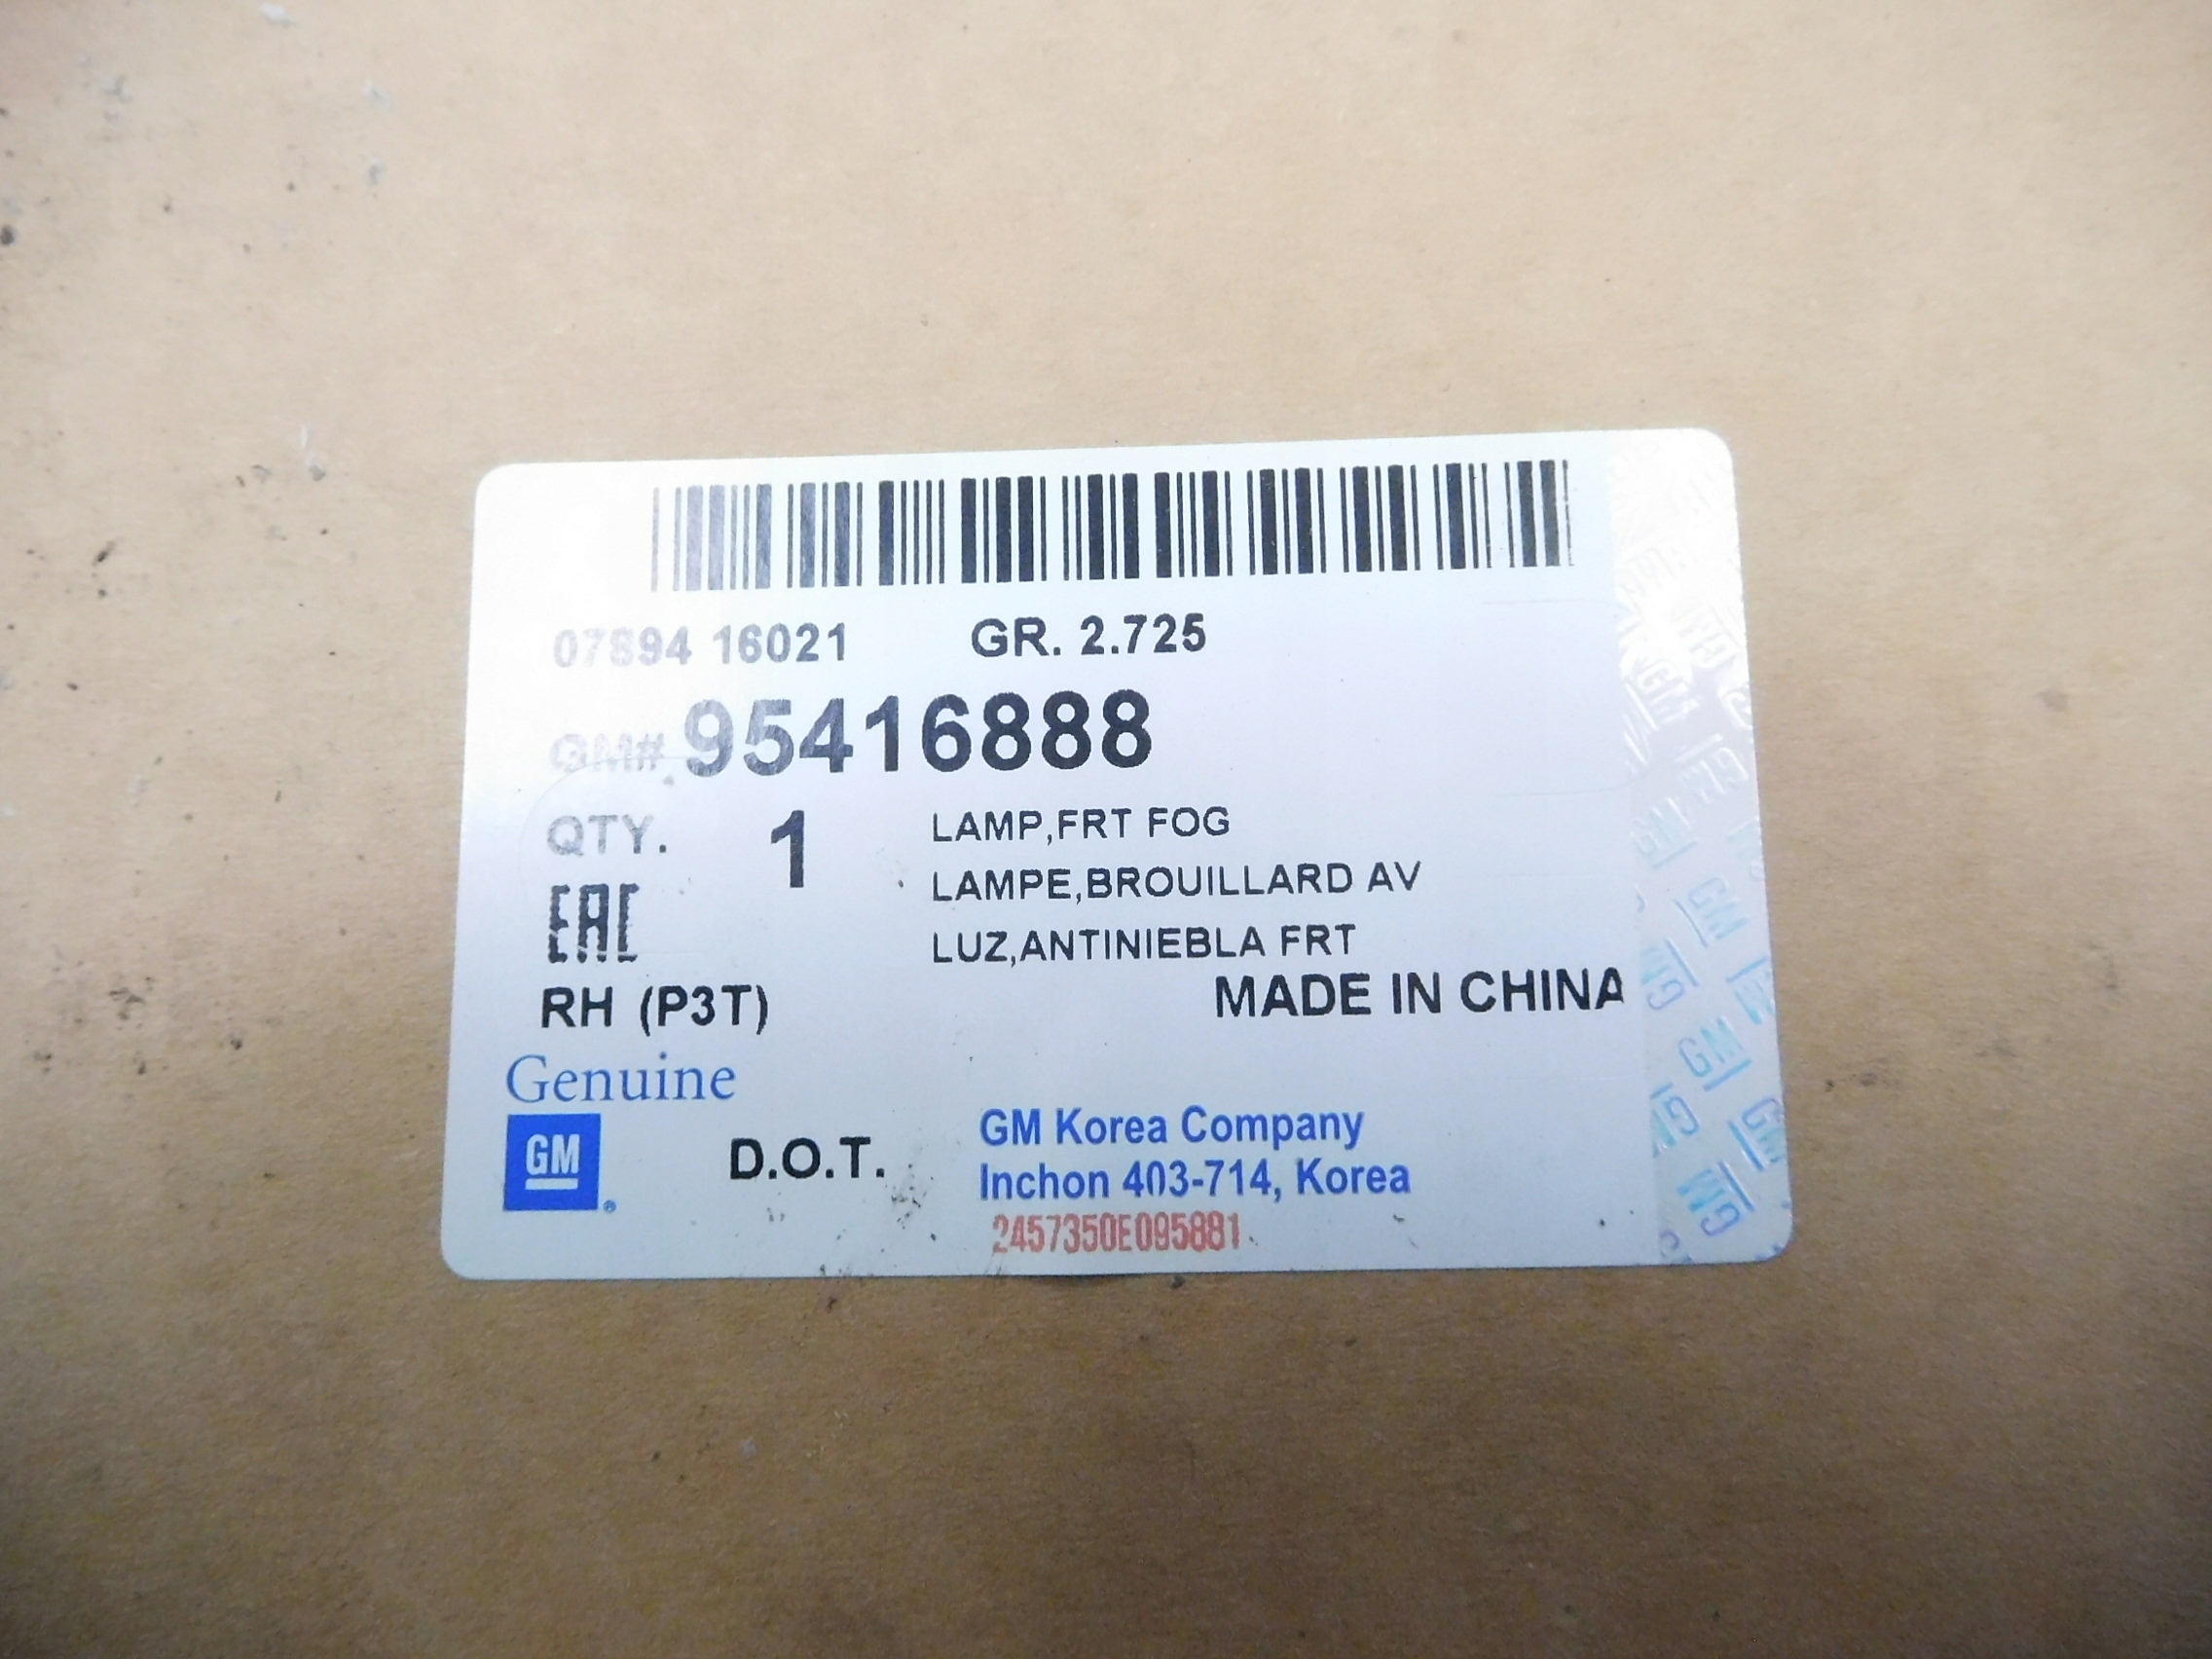 07894 16021 GR. 2.725
GM# 95416888
QTY. 1 LAMP,FRT FOG
LAMPE,BROUILLARD AV
EAC
LUZ,ANTINIEBLA FRT
RH (P3T) MADE IN CHINA
Genuine
GM D.O.T. GM Korea Company
Inchon 403-714, Korea
2457350E095881